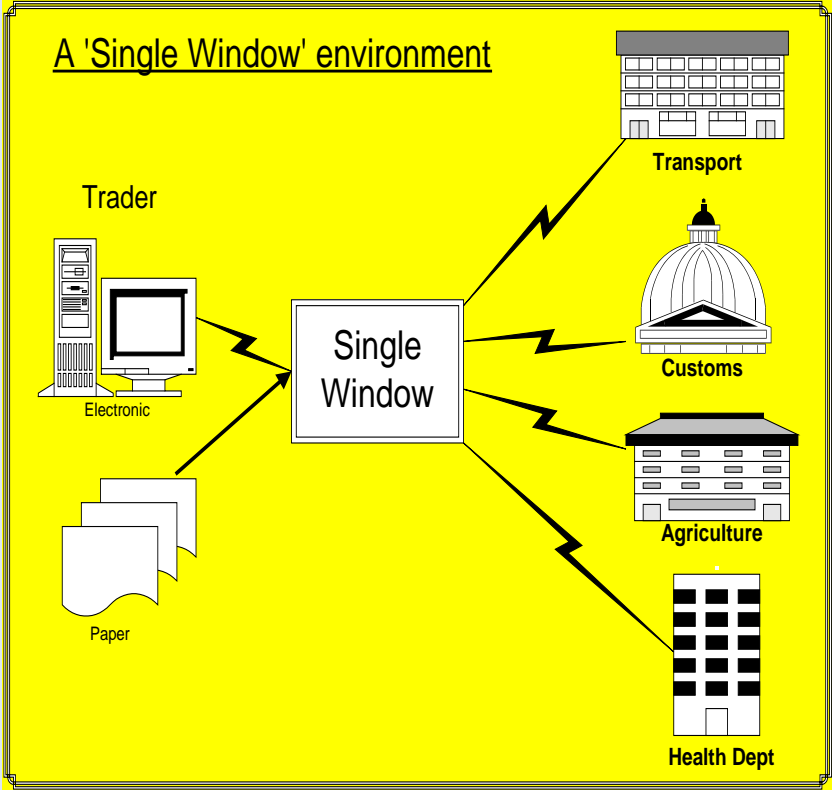 A 'Single Window' environment
Transport
Trader
Customs
Single
Window
Electronic
Agriculture
Paper
Health Dept